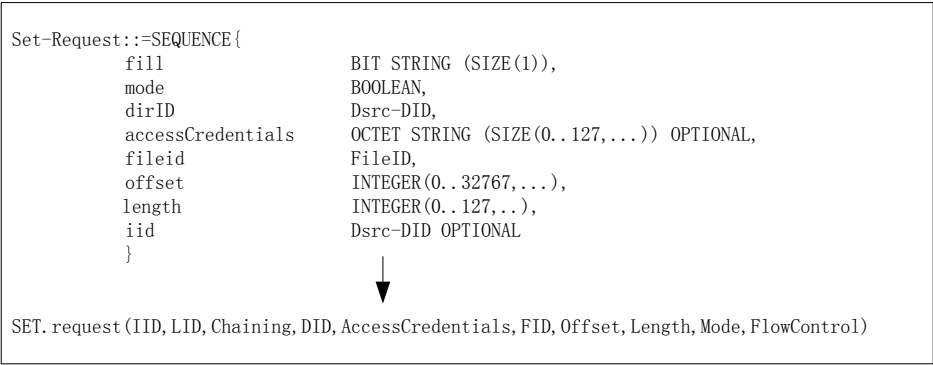 Set-Request::=SEQUENCE{
fill BIT STRING (SIZE(1)),
mode BOOLEAN,
dirID Dsrc-DID,
accessCredentials OCTET STRING (SIZE(0..127,...)) OPTIONAL,
fileid FileID,
offset INTEGER(0..32767,...),
length INTEGER(0..127,..),
iid Dsrc-DID OPTIONAL
}
SET.request(IID,LID,Chaining,DID,AccessCredentials,FID,Offset,Length,Mode,FlowControl)